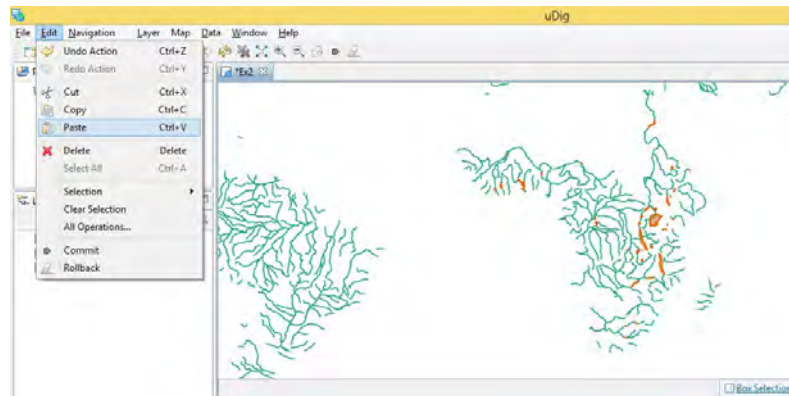 uDig
File Edit Navigation Layer Map Data Window Help
*Ex2
Undo Action Ctrl+Z
Redo Action Ctrl+Y
Cut Ctrl+X
Copy Ctrl+C
Paste Ctrl+V
Delete Delete
Select All Ctrl+A
Selection
Clear Selection
All Operations...
Commit
Rollback
Box Selection